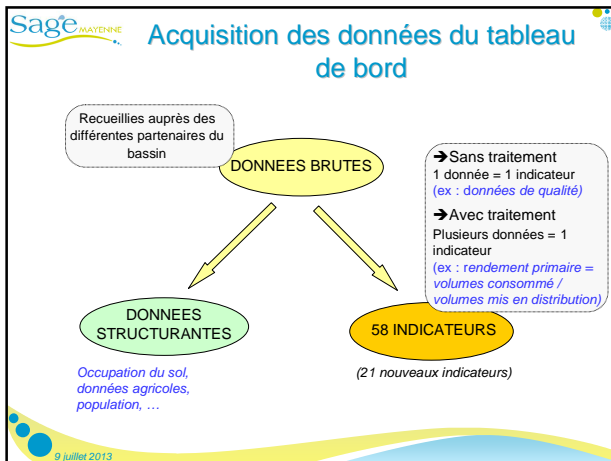 Sage MAYENNE
Acquisition des données du tableau
de bord
Recueillies auprès des
différentes partenaires du
bassin
DONNEES BRUTES
➔Sans traitement
1 donnée = 1 indicateur
(ex : données de qualité)
➔Avec traitement
Plusieurs données = 1
indicateur
(ex : rendement primaire =
volumes consommé /
volumes mis en distribution)
DONNEES
STRUCTURANTES
58 INDICATEURS
Occupation du sol,
données agricoles,
population, …
(21 nouveaux indicateurs)
9 juillet 2013